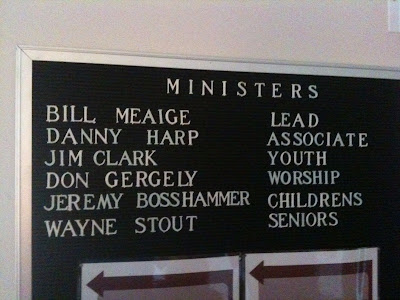 MINISTERS
BILL MEAIGE LEAD
DANNY HARP ASSOCIATE
JIM CLARK YOUTH
DON GERGELY WORSHIP
JEREMY BOSSHAMMER CHILDRENS
WAYNE STOUT SENIORS